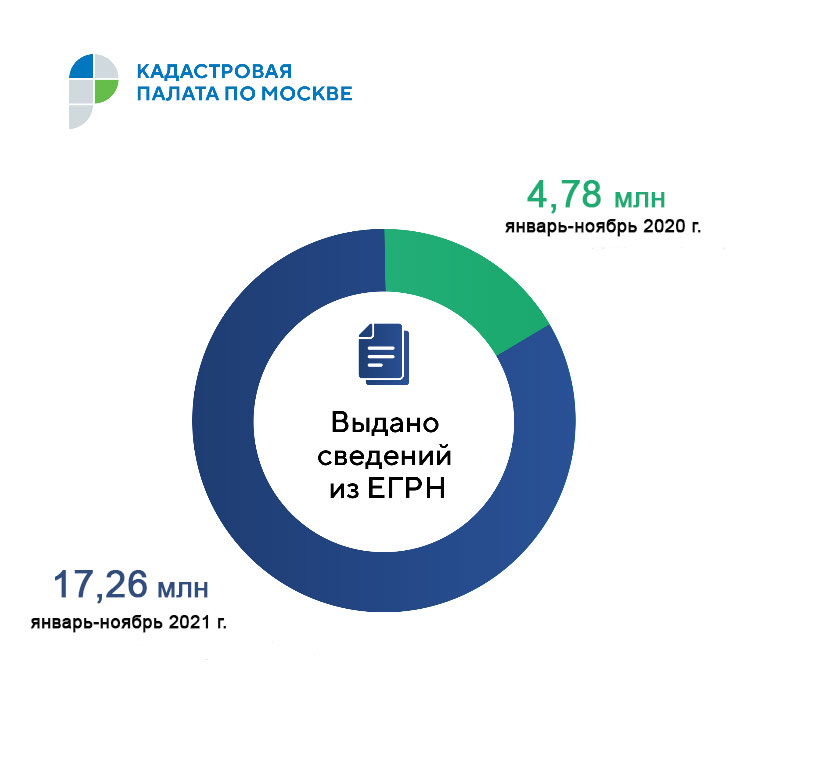 КАДАСТРОВАЯ
ПАЛАТА ПО МОСКВЕ
4,78 млн
январь-ноябрь 2020 г.
Выдано
сведений
из ЕГРН
17,26 млн
январь-ноябрь 2021 г.